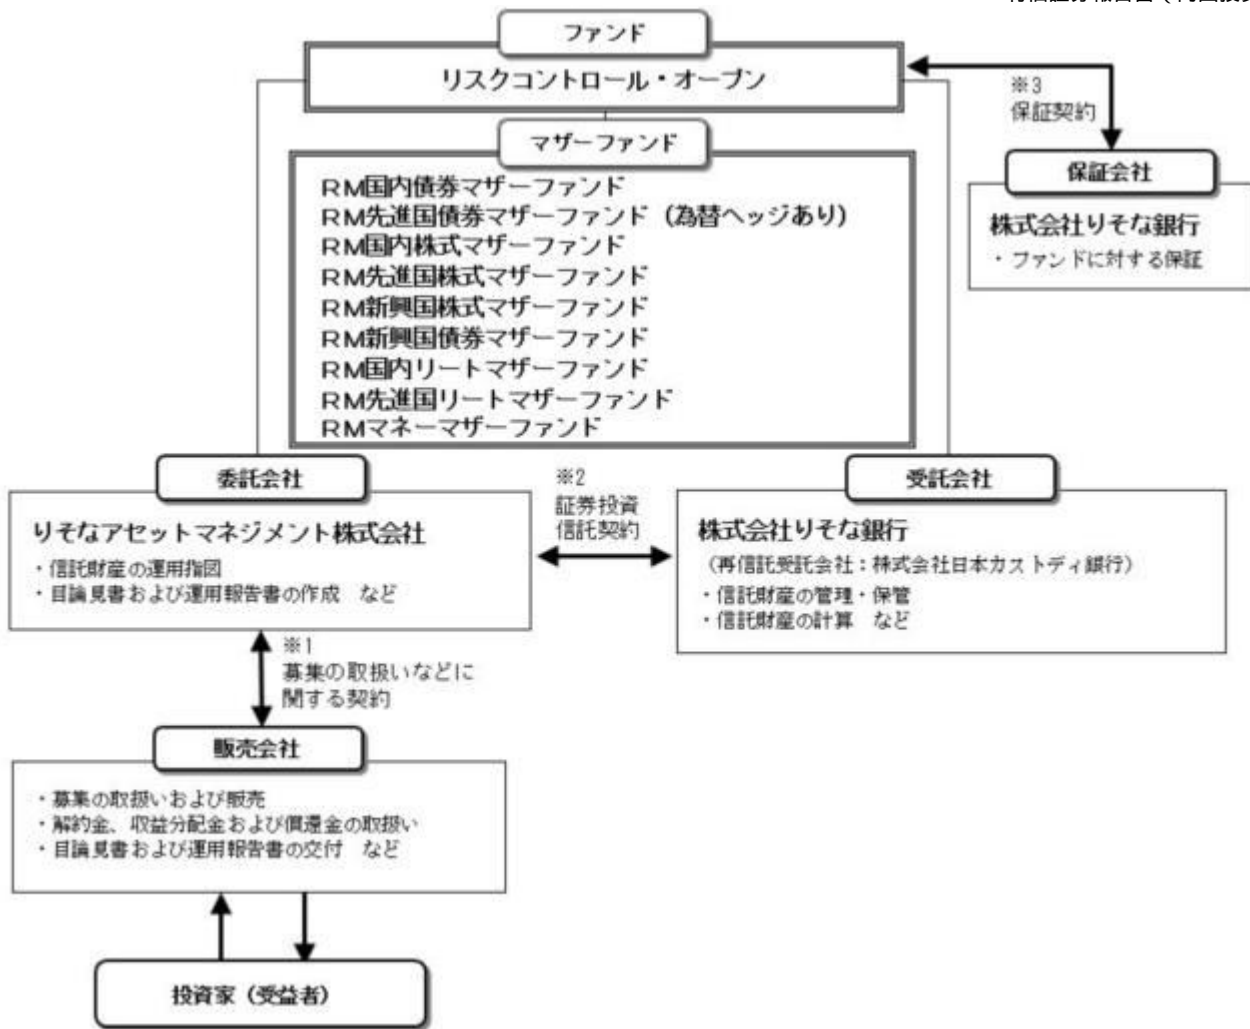 ファンド
リスクコントロール・オープン
※3
保証契約
マザーファンド
RM国内債券マザーファンド
RM先進国債券マザーファンド（為替ヘッジあり）
RM国内株式マザーファンド
RM先進国株式マザーファンド
RM新興国株式マザーファンド
RM新興国債券マザーファンド
RM国内リートマザーファンド
RM先進国リートマザーファンド
RMマネーマザーファンド
保証会社
株式会社りそな銀行
・ファンドに対する保証
委託会社
りそなアセットマネジメント株式会社
・信託財産の運用指図
・目論見書および運用報告書の作成　など
※2
証券投資
信託契約
受託会社
株式会社りそな銀行
（再信託受託会社：株式会社日本カストディ銀行）
・信託財産の管理・保管
・信託財産の計算　など
※1
募集の取扱いなどに
関する契約
販売会社
・募集の取扱いおよび販売
・解約金、収益分配金および償還金の取扱い
・目論見書および運用報告書の交付　など
投資家（受益者）